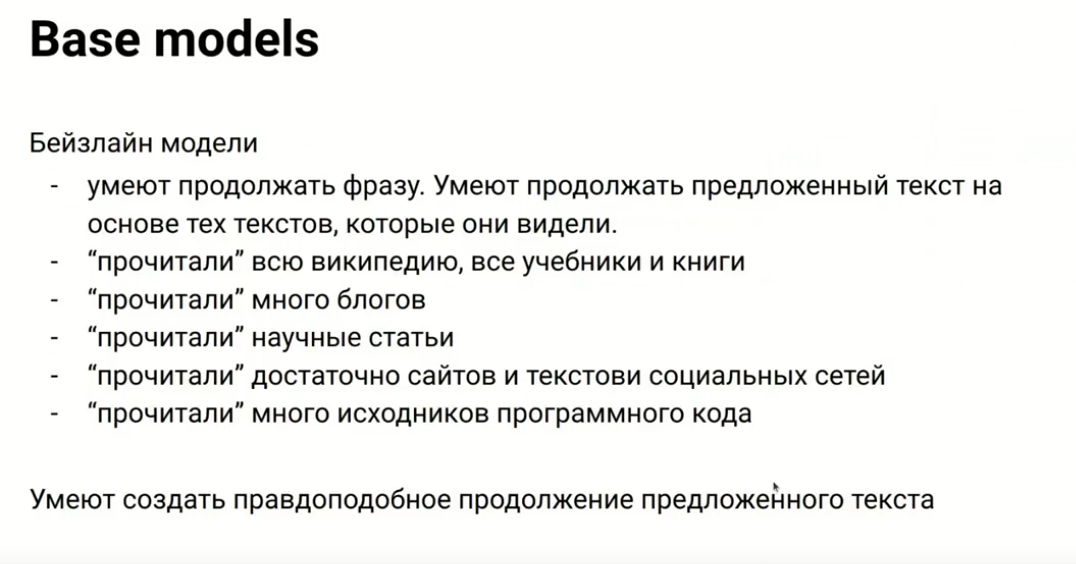 Base models
Бейзлайн модели
- умеют продолжать фразу. Умеют продолжать предложенный текст на
основе тех текстов, которые они видели.
- “прочитали” всю википедию, все учебники и книги
- “прочитали” много блогов
- “прочитали” научные статьи
- “прочитали” достаточно сайтов и текстови социальных сетей
- “прочитали” много исходников программного кода
Умеют создать правдоподобное продолжение предложенного текста